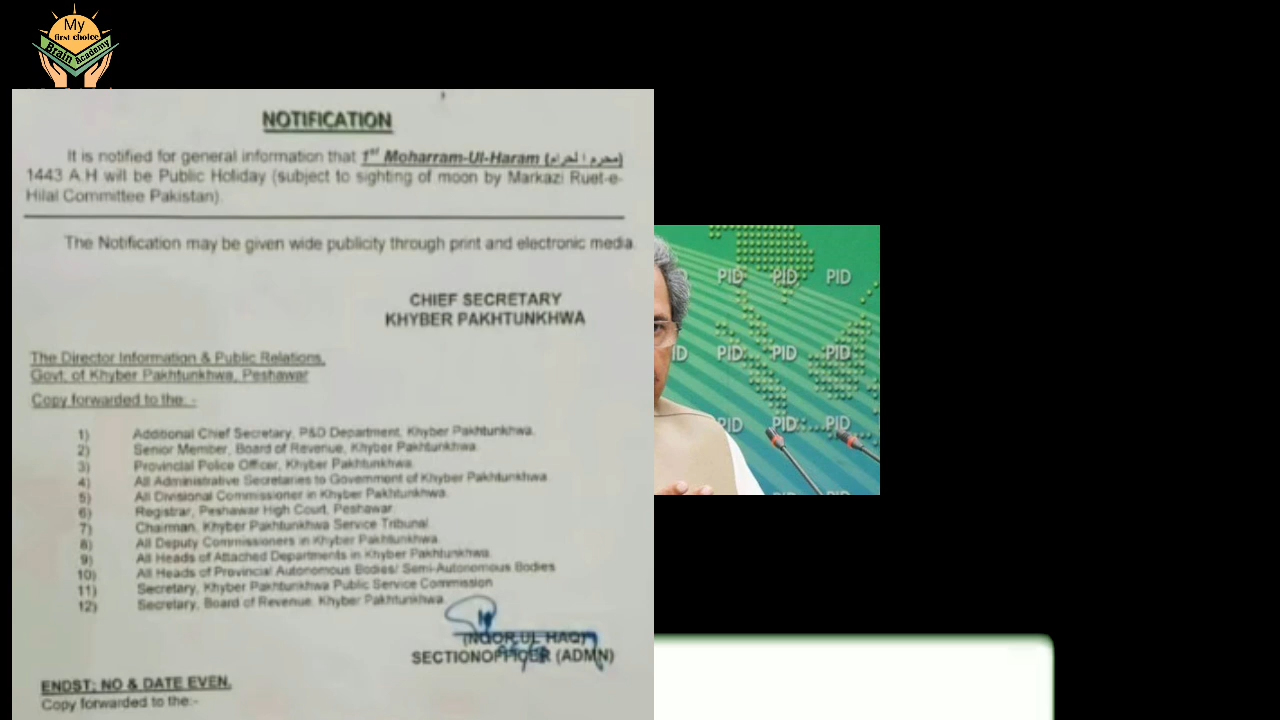 My
first choice
Brain Academy
NOTIFICATION
It is notified for general information that 1st Moharram-Ul-Haram (محرم الحرام)
1443 A.H will be Public Holiday (subject to sighting of moon by Markazi Ruet-e-
Hilal Committee Pakistan).
The Notification may be given wide publicity through print and electronic media.
CHIEF SECRETARY
KHYBER PAKHTUNKHWA
The Director Information & Public Relations,
Govt. of Khyber Pakhtunkhwa, Peshawar
Copy forwarded to the: -
1) Additional Chief Secretary, P&D Department, Khyber Pakhtunkhwa.
2) Senior Member, Board of Revenue, Khyber Pakhtunkhwa.
3) Provincial Police Officer, Khyber Pakhtunkhwa.
4) All Administrative Secretaries to Government of Khyber Pakhtunkhwa.
5) All Divisional Commissioner in Khyber Pakhtunkhwa.
6) Registrar, Peshawar High Court, Peshawar.
7) Chairman, Khyber Pakhtunkhwa Service Tribunal.
8) All Deputy Commissioners in Khyber Pakhtunkhwa.
9) All Heads of Attached Departments in Khyber Pakhtunkhwa.
10) All Heads of Provincial Autonomous Bodies/ Semi-Autonomous Bodies
11) Secretary, Khyber Pakhtunkhwa Public Service Commission
12) Secretary, Board of Revenue, Khyber Pakhtunkhwa.
(NOOR UL HAQ)
SECTION OFFICER (ADMN)
ENDST; NO & DATE EVEN.
Copy forwarded to the:-
PID PID PID
ID PID PID
PID PID PID